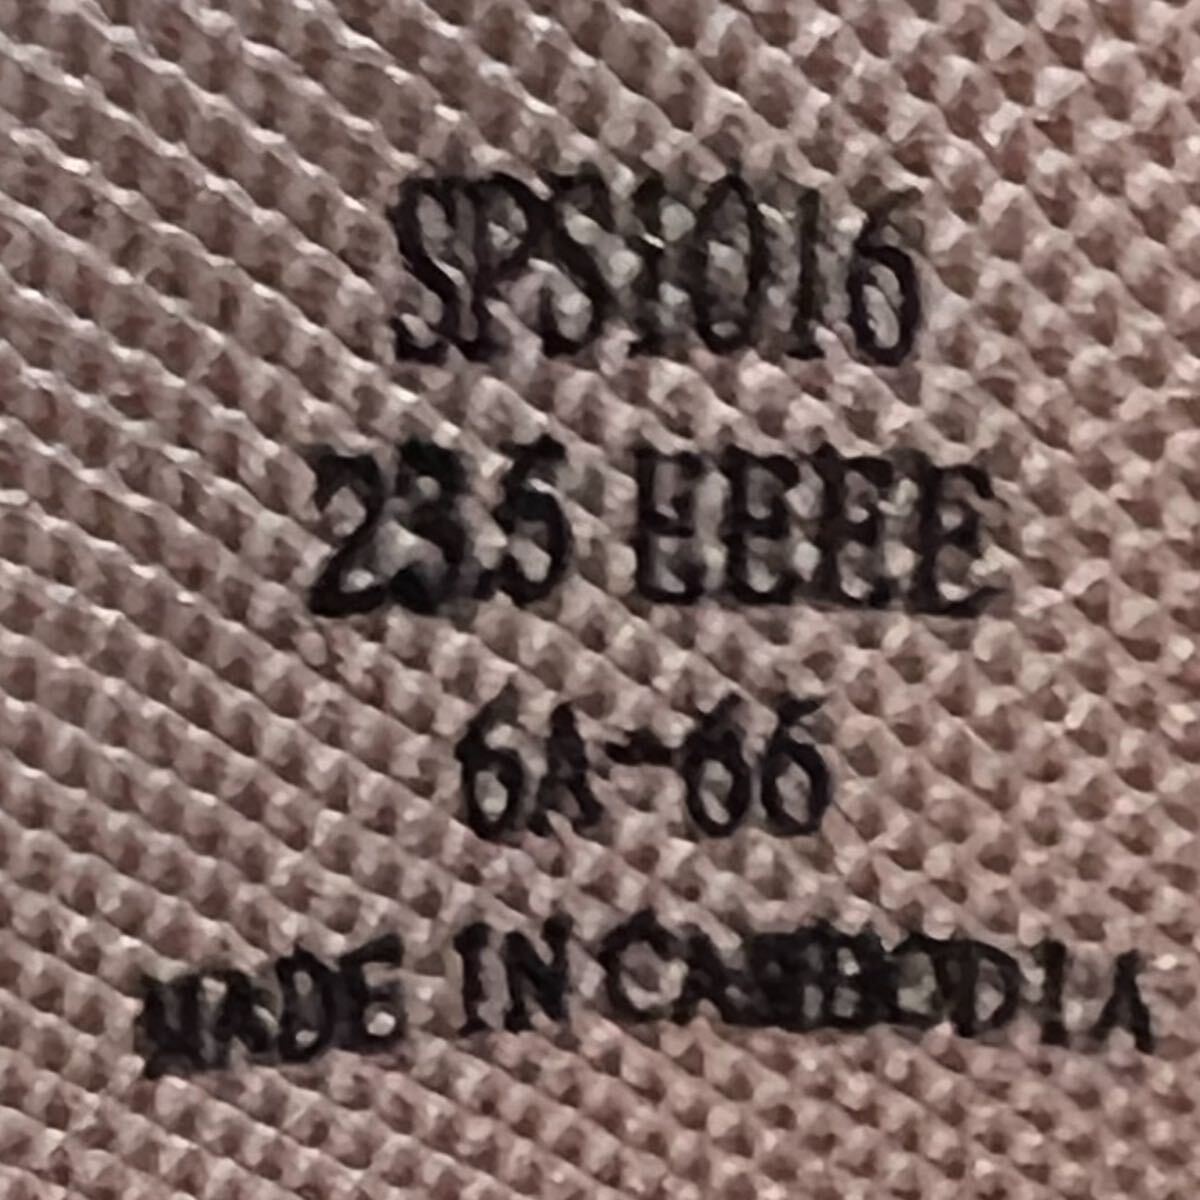 SPS1016
23.5 EEEE
6A-66
MADE IN CAMBODIA